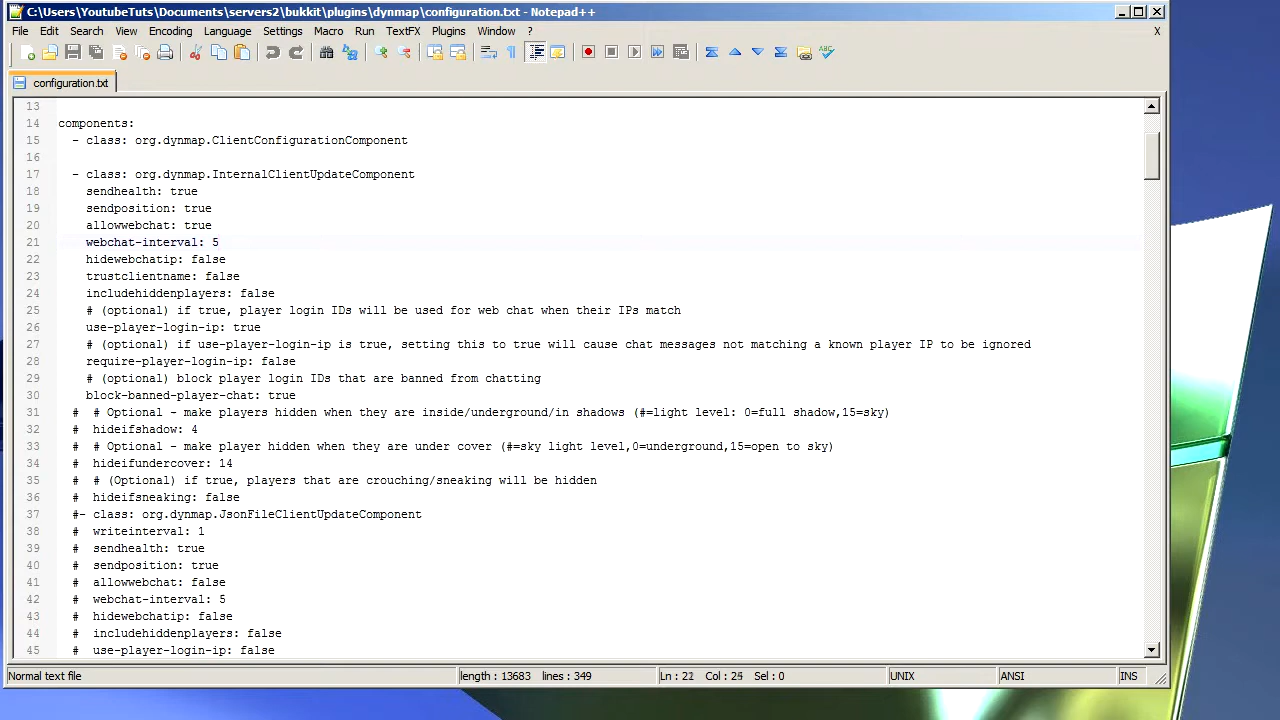 C:\Users\YoutubeTuts\Documents\servers2\bukkit\plugins\dynmap\configuration.txt - Notepad++
File Edit Search View Encoding Language Settings Macro Run TextFX Plugins Window ? X
configuration.txt
13
14 components:
15 - class: org.dynmap.ClientConfigurationComponent
16
17 - class: org.dynmap.InternalClientUpdateComponent
18 sendhealth: true
19 sendposition: true
20 allowwebchat: true
21 webchat-interval: 5
22 hidewebchatip: false
23 trustclientname: false
24 includehiddenplayers: false
25 # (optional) if true, player login IDs will be used for web chat when their IPs match
26 use-player-login-ip: true
27 # (optional) if use-player-login-ip is true, setting this to true will cause chat messages not matching a known player IP to be ignored
28 require-player-login-ip: false
29 # (optional) block player login IDs that are banned from chatting
30 block-banned-player-chat: true
31 # # Optional - make players hidden when they are inside/underground/in shadows (#=light level: 0=full shadow,15=sky)
32 # hideifshadow: 4
33 # # Optional - make player hidden when they are under cover (#=sky light level,0=underground,15=open to sky)
34 # hideifundercover: 14
35 # # (Optional) if true, players that are crouching/sneaking will be hidden
36 # hideifsneaking: false
37 #- class: org.dynmap.JsonFileClientUpdateComponent
38 # writeinterval: 1
39 # sendhealth: true
40 # sendposition: true
41 # allowwebchat: false
42 # webchat-interval: 5
43 # hidewebchatip: false
44 # includehiddenplayers: false
45 # use-player-login-ip: false
Normal text file length : 13683 lines : 349 Ln : 21 Col : 24 Sel : 0 UNIX ANSI INS